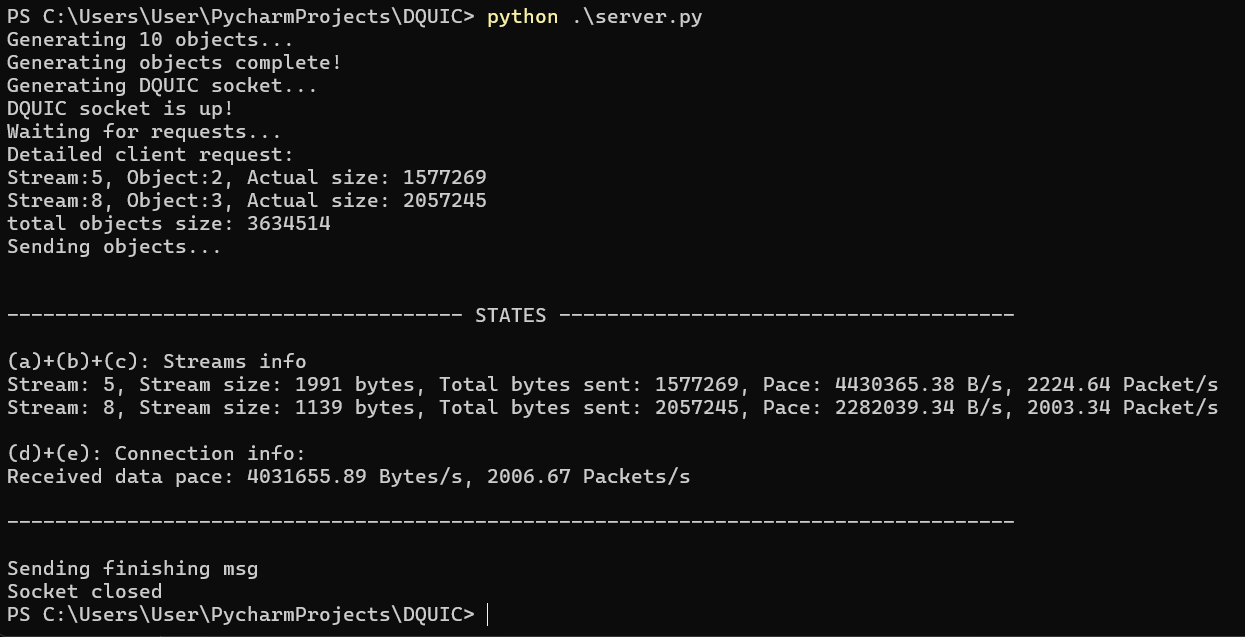 PS C:\Users\User\PycharmProjects\DQUIC> python .\server.py
Generating 10 objects...
Generating objects complete!
Generating DQUIC socket...
DQUIC socket is up!
Waiting for requests...
Detailed client request:
Stream:5, Object:2, Actual size: 1577269
Stream:8, Object:3, Actual size: 2057245
total objects size: 3634514
Sending objects...
-------------------------------------- STATES --------------------------------------
(a)+(b)+(c): Streams info
Stream: 5, Stream size: 1991 bytes, Total bytes sent: 1577269, Pace: 4430365.38 B/s, 2224.64 Packet/s
Stream: 8, Stream size: 1139 bytes, Total bytes sent: 2057245, Pace: 2282039.34 B/s, 2003.34 Packet/s
(d)+(e): Connection info:
Received data pace: 4031655.89 Bytes/s, 2006.67 Packets/s
------------------------------------------------------------------------------------
Sending finishing msg
Socket closed
PS C:\Users\User\PycharmProjects\DQUIC>